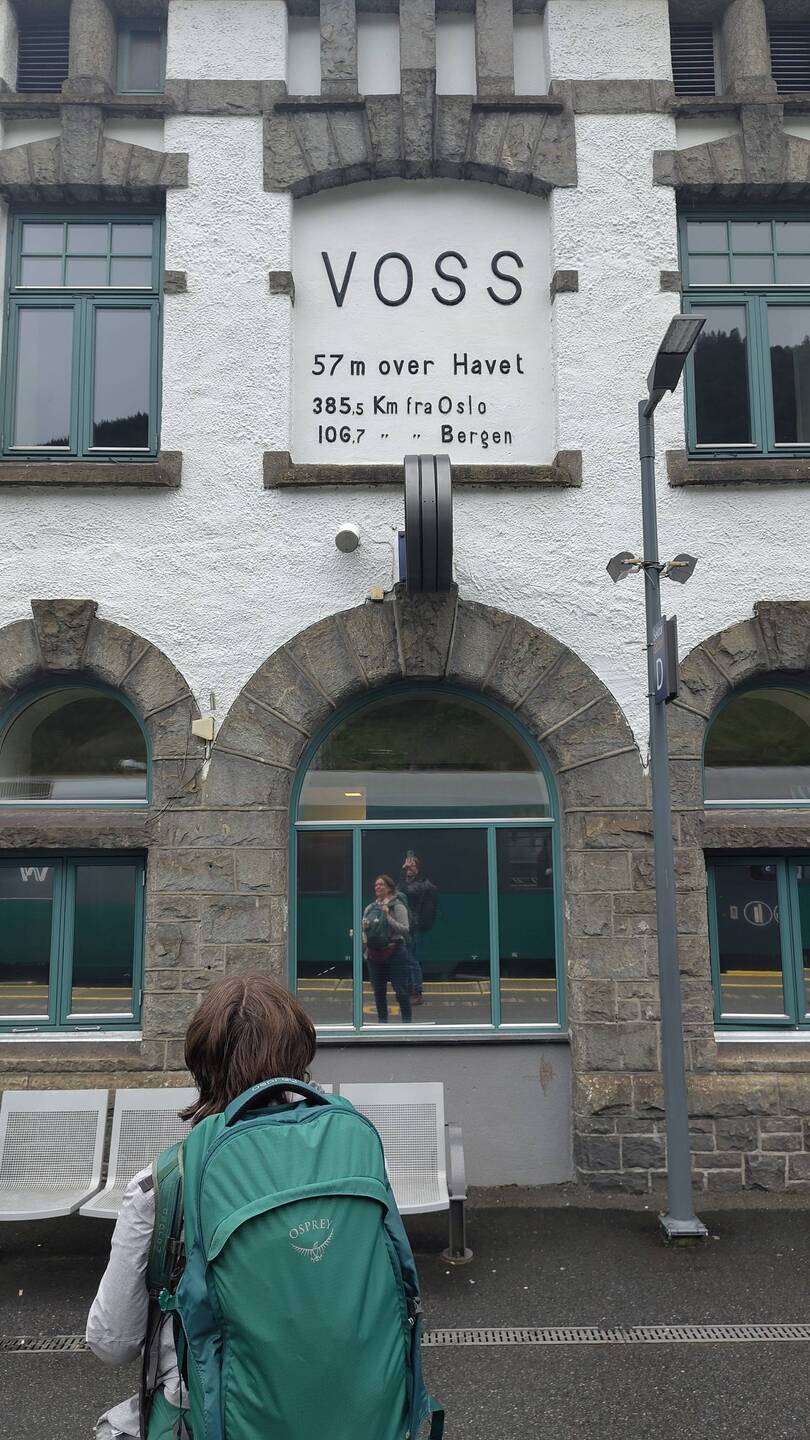 VOSS
57 m over Havet
385,5 Km fra Oslo
106,7 " " Bergen
D
OSPREY